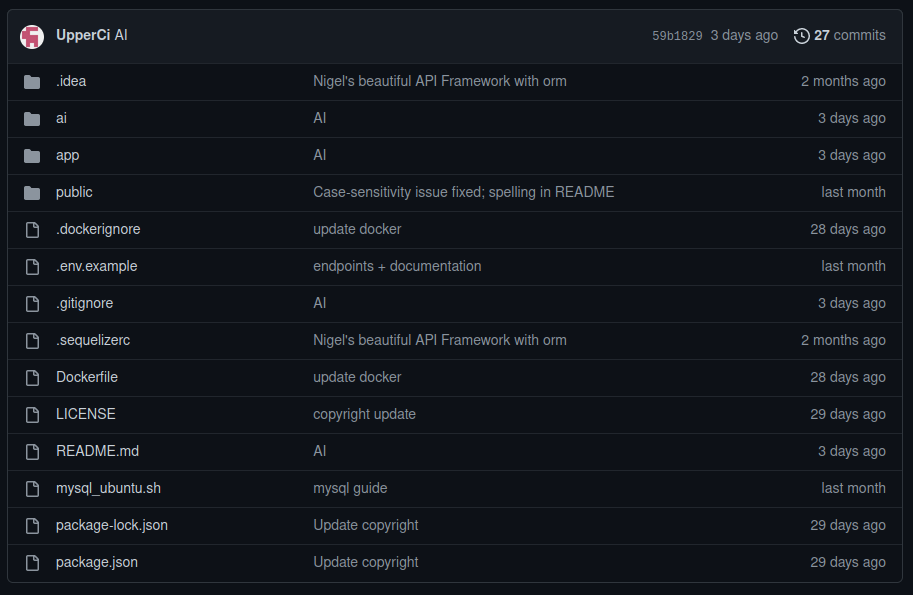 UpperCi AI 59b1829 3 days ago 27 commits
.idea Nigel's beautiful API Framework with orm 2 months ago
ai AI 3 days ago
app AI 3 days ago
public Case-sensitivity issue fixed; spelling in README last month
.dockerignore update docker 28 days ago
.env.example endpoints + documentation last month
.gitignore AI 3 days ago
.sequelizerc Nigel's beautiful API Framework with orm 2 months ago
Dockerfile update docker 28 days ago
LICENSE copyright update 29 days ago
README.md AI 3 days ago
mysql_ubuntu.sh mysql guide last month
package-lock.json Update copyright 29 days ago
package.json Update copyright 29 days ago